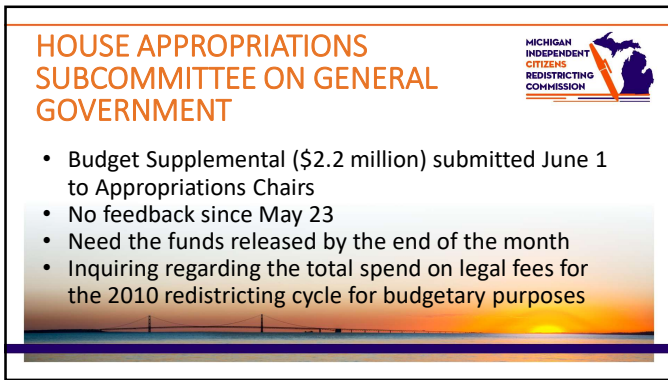 HOUSE APPROPRIATIONS
SUBCOMMITTEE ON GENERAL
GOVERNMENT
MICHIGAN
INDEPENDENT
CITIZENS
REDISTRICTING
COMMISSION
• Budget Supplemental ($2.2 million) submitted June 1
to Appropriations Chairs
• No feedback since May 23
• Need the funds released by the end of the month
• Inquiring regarding the total spend on legal fees for
the 2010 redistricting cycle for budgetary purposes